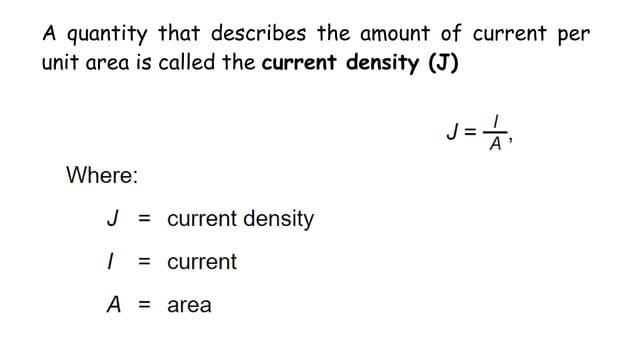 A quantity that describes the amount of current per
unit area is called the current density (J)
J = I/A,
Where:
J = current density
I = current
A = area